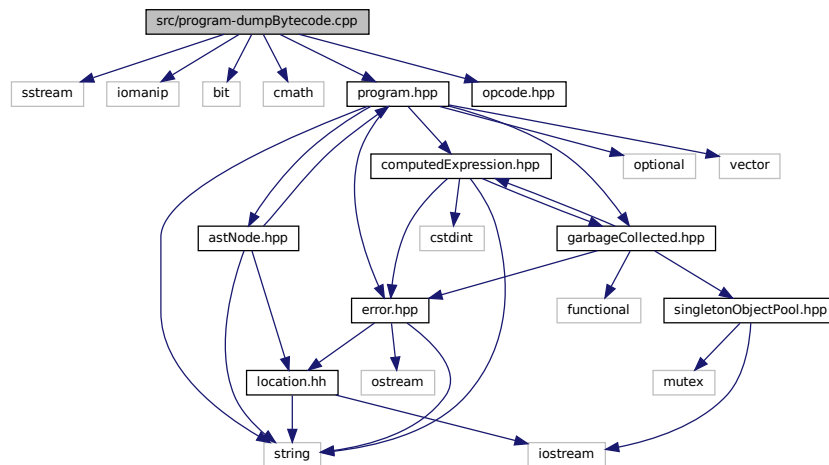 src/program-dumpBytecode.cpp
sstream
iomanip
bit
cmath
program.hpp
opcode.hpp
computedExpression.hpp
optional
vector
astNode.hpp
cstdint
garbageCollected.hpp
error.hpp
functional
singletonObjectPool.hpp
location.hh
ostream
mutex
string
iostream